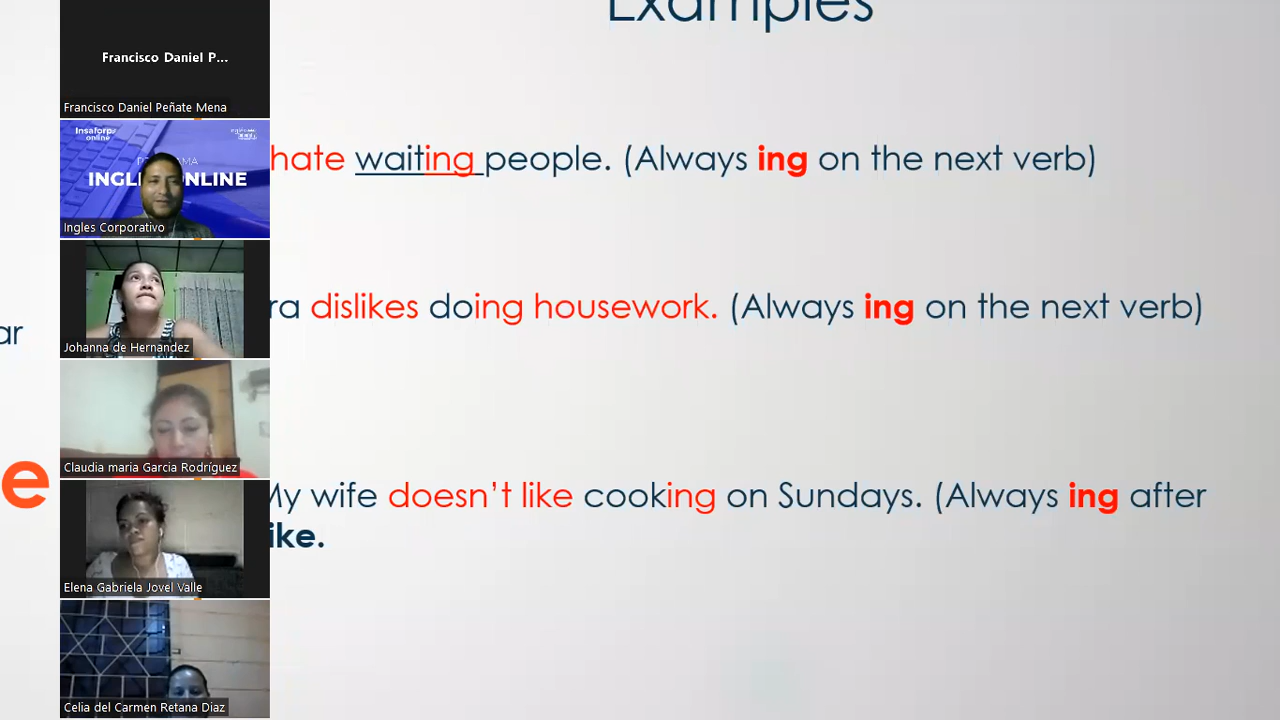 Examples
Francisco Daniel P...
Francisco Daniel Peñate Mena
Insaforp
online
INGL NLINE
Ingles Corporativo
hate waiting people. (Always ing on the next verb)
Johanna de Hernandez
ra dislikes doing housework. (Always ing on the next verb)
ar
Claudia maria Garcia Rodríguez
e
My wife doesn't like cooking on Sundays. (Always ing after
ike.
Elena Gabriela Jovel Valle
Celia del Carmen Retana Diaz